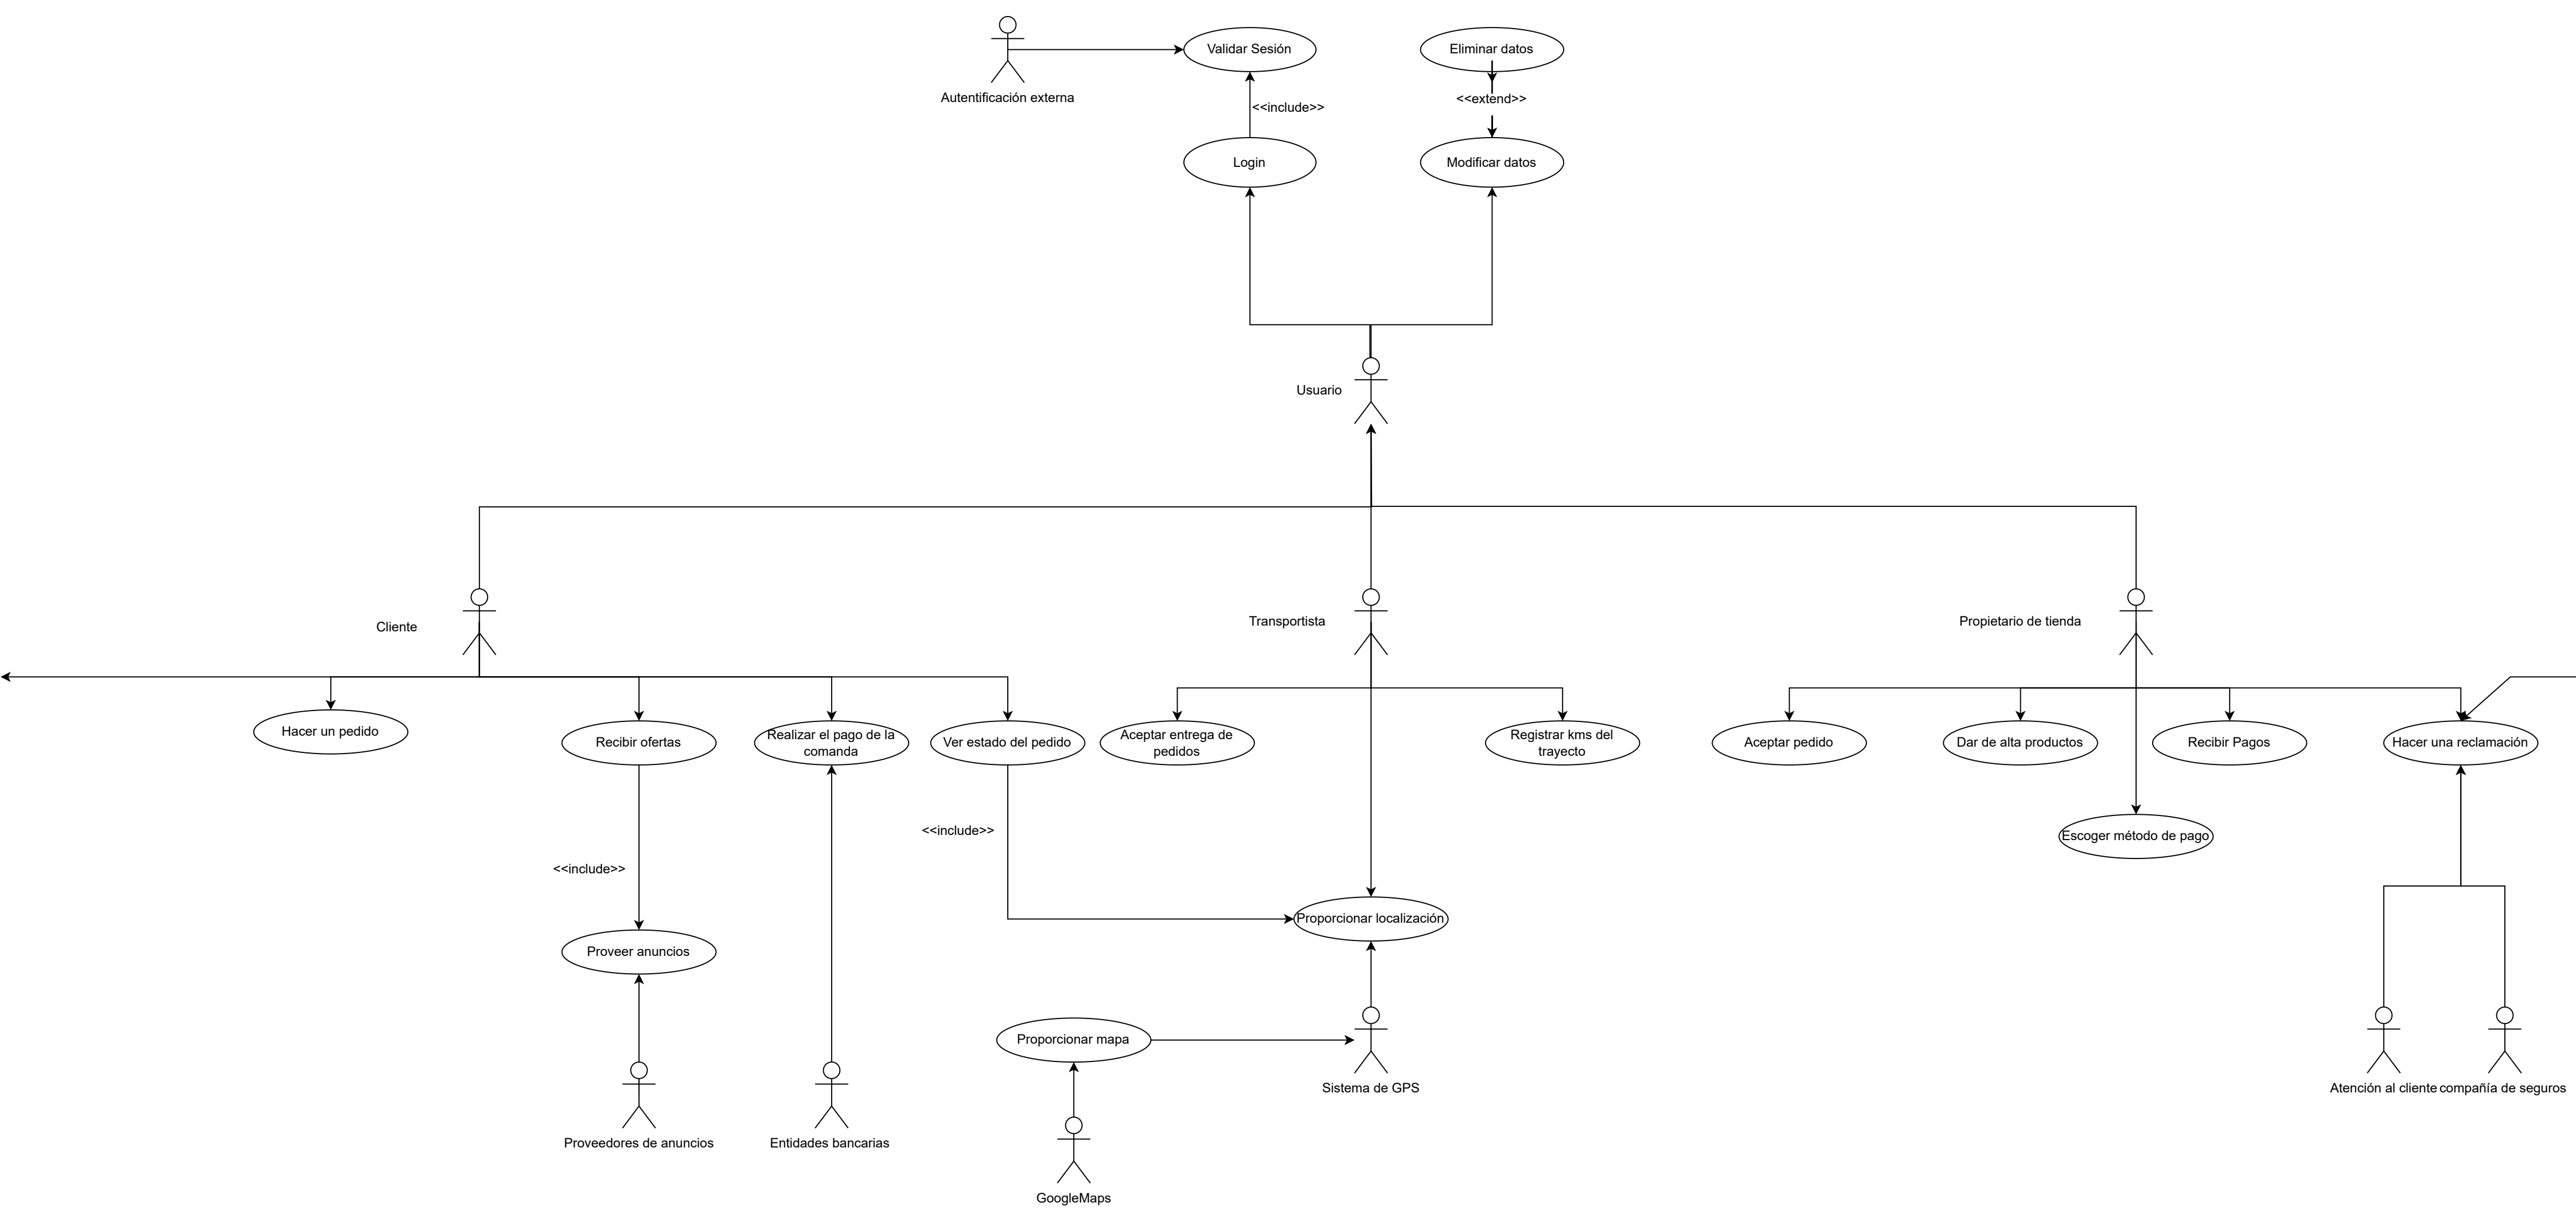 Validar Sesión
Eliminar datos
Autentificación externa
<<include>>
<<extend>>
Login
Modificar datos
Usuario
Cliente
Transportista
Propietario de tienda
Hacer un pedido
Recibir ofertas
Realizar el pago de la
comanda
Ver estado del pedido
Aceptar entrega de
pedidos
Registrar kms del
trayecto
Aceptar pedido
Dar de alta productos
Recibir Pagos
Hacer una reclamación
<<include>>
Escoger método de pago
<<include>>
Proporcionar localización
Proveer anuncios
Proporcionar mapa
Sistema de GPS
Atención al cliente
compañía de seguros
Proveedores de anuncios
Entidades bancarias
GoogleMaps